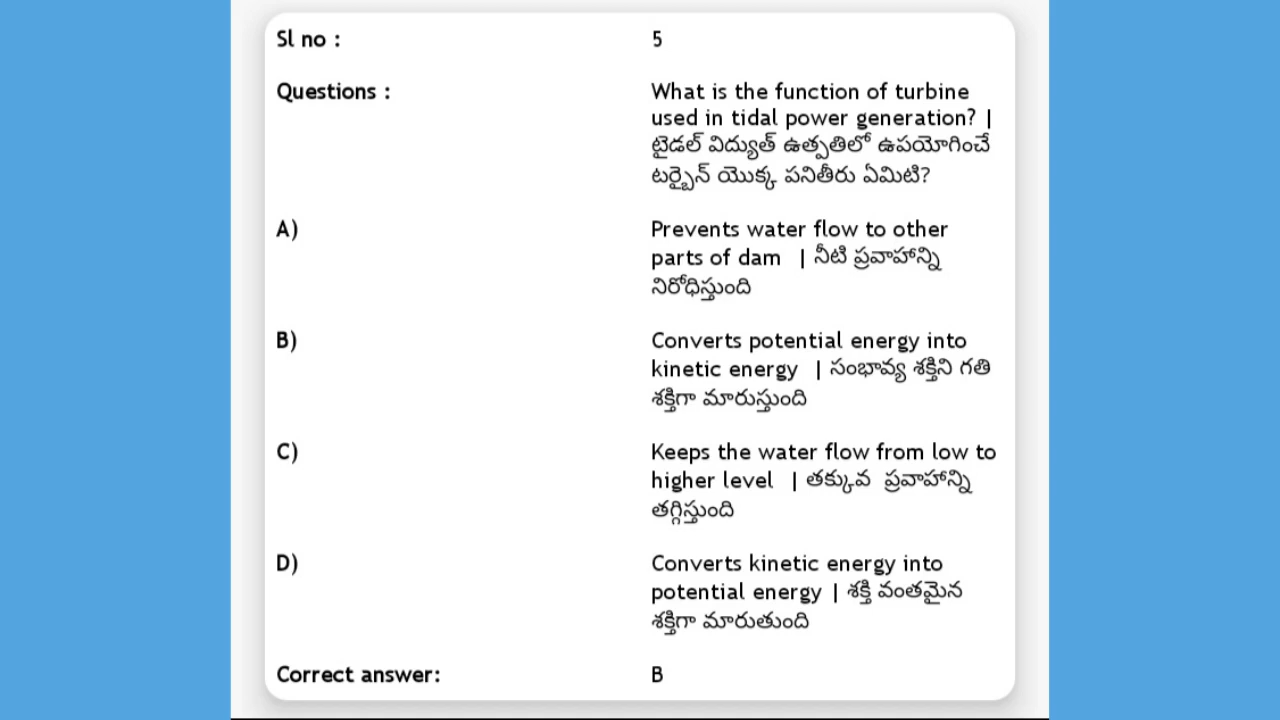 Sl no : 5
Questions : What is the function of turbine
used in tidal power generation? |
టైడల్ విద్యుత్ ఉత్పతిలో ఉపయోగించే
టర్బైన్ యొక్క పనితీరు ఏమిటి?
A) Prevents water flow to other
parts of dam | నీటి ప్రవాహాన్ని
నిరోధిస్తుంది
B) Converts potential energy into
kinetic energy | సంభావ్య శక్తిని గతి
శక్తిగా మారుస్తుంది
C) Keeps the water flow from low to
higher level | తక్కువ ప్రవాహాన్ని
తగ్గిస్తుంది
D) Converts kinetic energy into
potential energy | శక్తి వంతమైన
శక్తిగా మారుతుంది
Correct answer: B